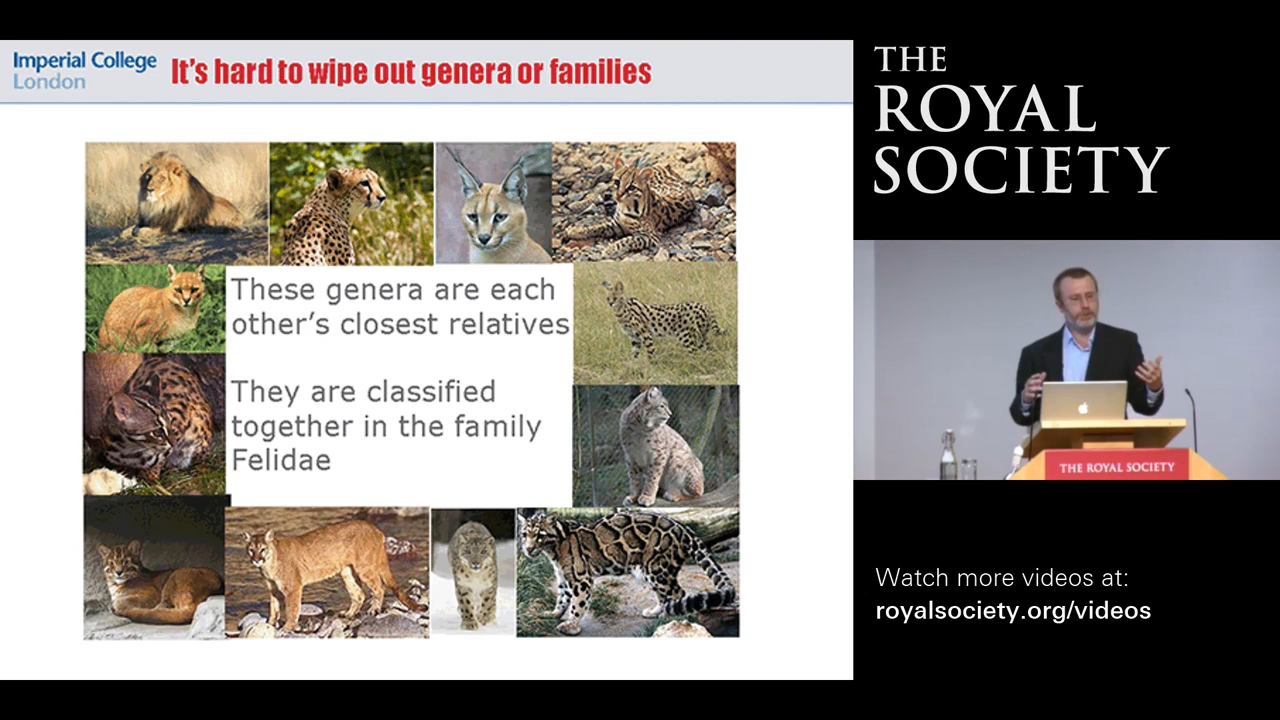 Imperial College
London
It's hard to wipe out genera or families
These genera are each
other's closest relatives
They are classified
together in the family
Felidae
THE
ROYAL
SOCIETY
THE ROYAL SOCIETY
Watch more videos at:
royalsociety.org/videos